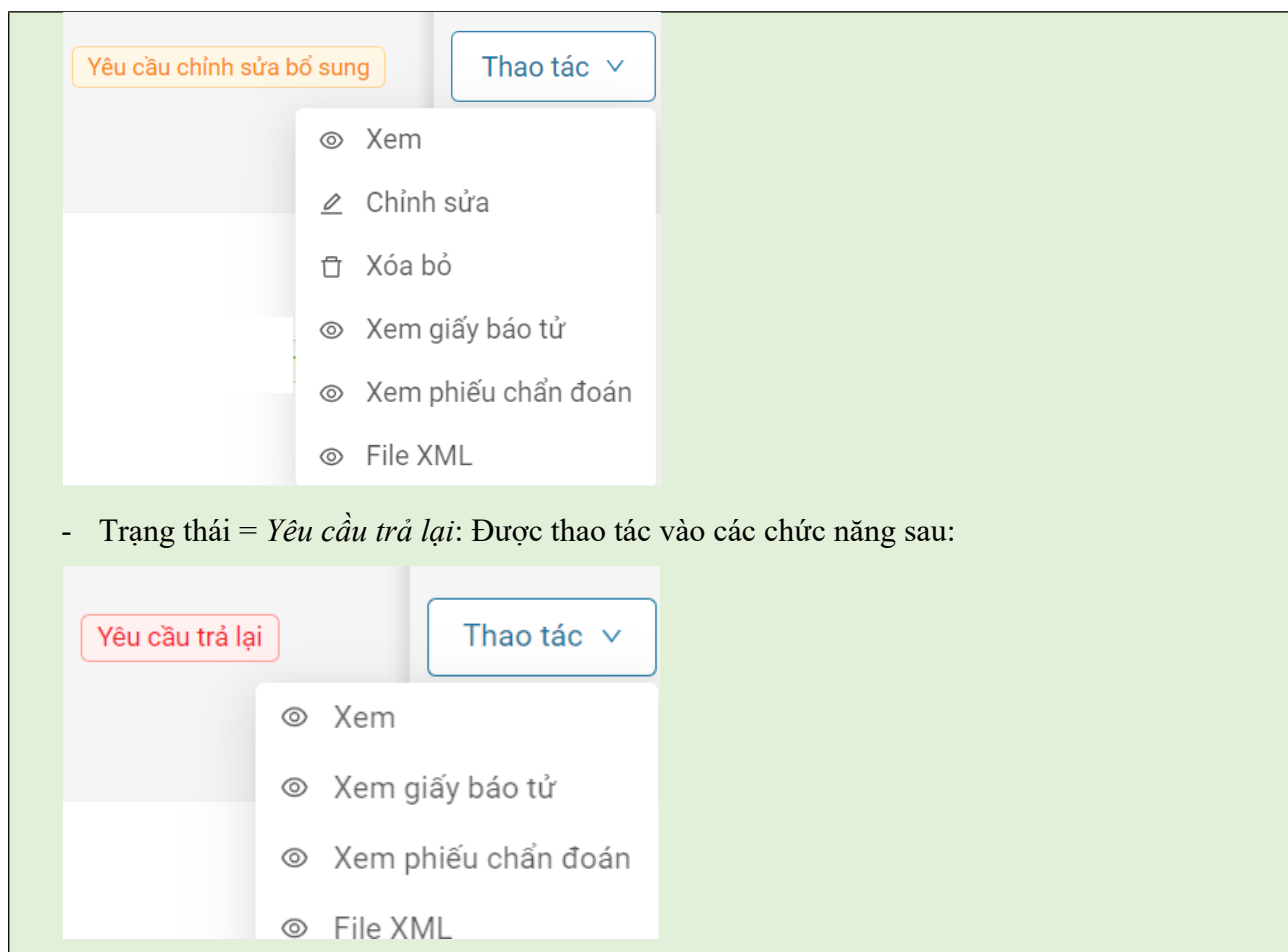 Yêu cầu chỉnh sửa bổ sung
Thao tác
Xem
Chỉnh sửa
Xóa bỏ
Xem giấy báo tử
Xem phiếu chẩn đoán
File XML
- Trạng thái = Yêu cầu trả lại: Được thao tác vào các chức năng sau:
Yêu cầu trả lại
Thao tác
Xem
Xem giấy báo tử
Xem phiếu chẩn đoán
File XML